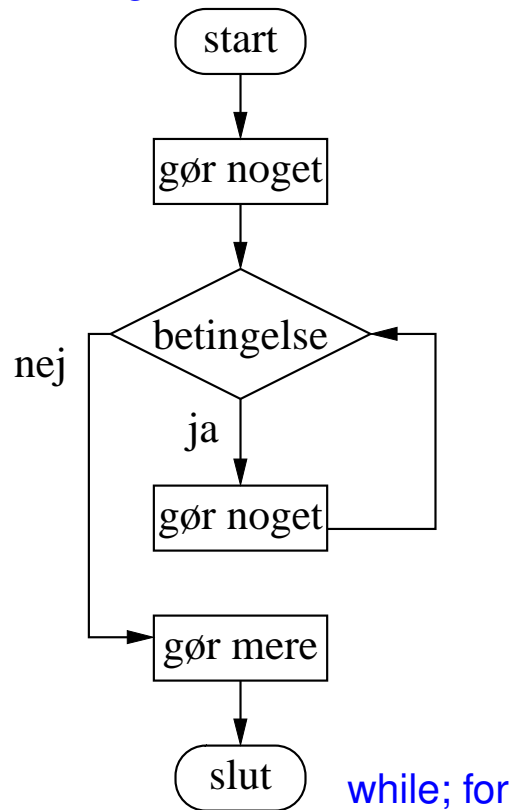 start
gør noget
betingelse
nej
ja
gør noget
gør mere
slut
while; for